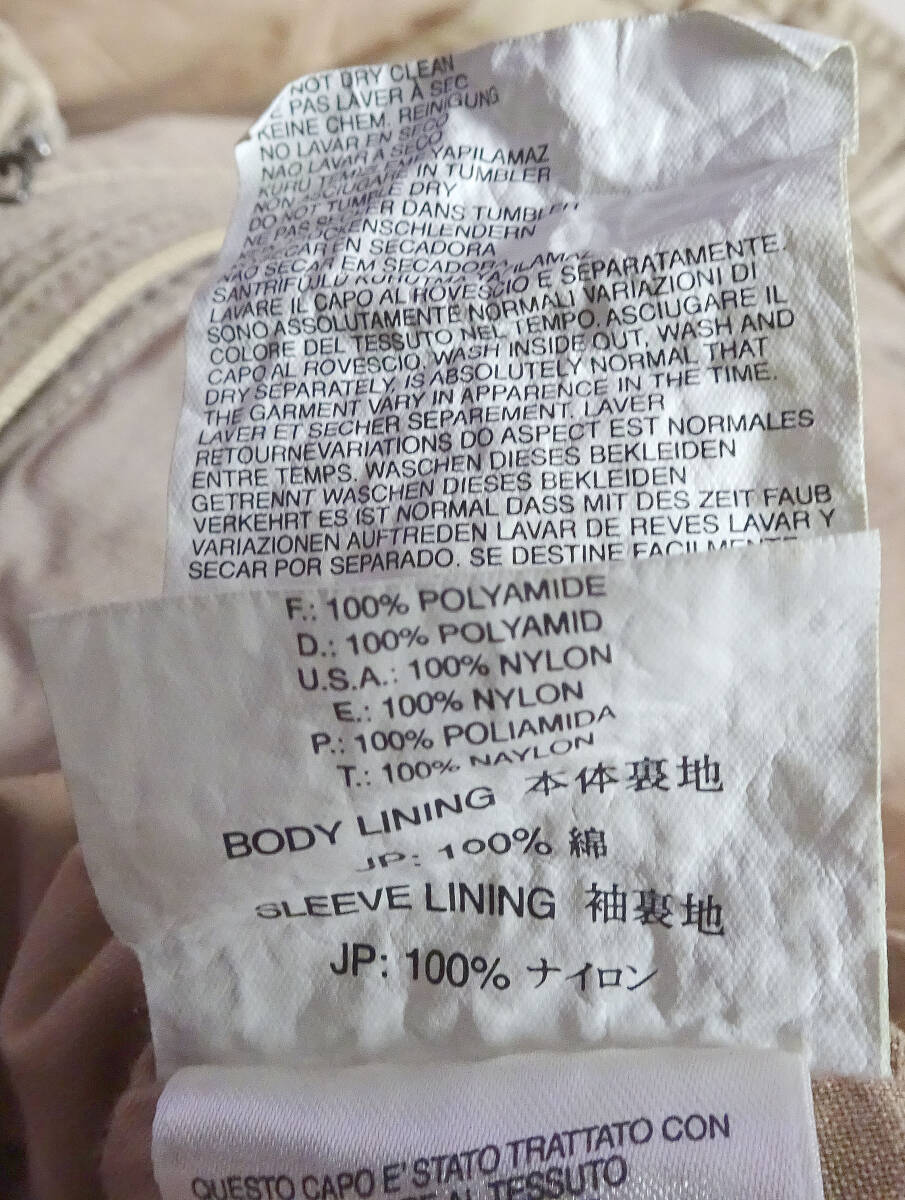 NOT DRY CLEAN
PAS LAVER À SEC
KEINE CHEM. REINIGUNG
NO LAVAR EN SECO
NAO LAVAR A SECO
KURU YAPILAMAZ
NON ASCIUGARE IN TUMBLER
DO NOT TUMBLE DRY
NE PAS DANS TUMBLER
SECAR EN SECADORA
NAO SECAR EM SECADORA
SANTRIFUJLU
LAVARE IL CAPO AL ROVESCIO E SEPARATAMENTE.
SONO ASSOLUTAMENTE NORMALI VARIAZIONI DI
COLORE DEL TESSUTO NEL TEMPO. ASCIUGARE IL
CAPO AL ROVESCIO. WASH INSIDE OUT, WASH AND
DRY SEPARATELY, IS ABSOLUTELY NORMAL THAT
THE GARMENT VARY IN APPARENCE IN THE TIME.
LAVER ET SECHER SEPAREMENT. LAVER
RETOURNEVARIATIONS DO ASPECT EST NORMALES
ENTRE TEMPS. WASCHEN DIESES BEKLEIDEN
GETRENNT WASCHEN DIESES BEKLEIDEN
VERKEHRT ES IST NORMAL DASS MIT DES ZEIT FAUB
VARIAZIONEN AUFTREDEN LAVAR DE REVES LAVAR Y
SECAR POR SEPARADO. SE DESTINE FACILMENTE
F.: 100% POLYAMIDE
D.: 100% POLYAMID
U.S.A.: 100% NYLON
E.: 100% NYLON
P.: 100% POLIAMIDA
T.: 100% NAYLON
BODY LINING 本体裏地
JP: 100% 綿
SLEEVE LINING 袖裏地
JP: 100% ナイロン
QUESTO CAPO E' STATO TRATTATO CON
AL TESSUTO